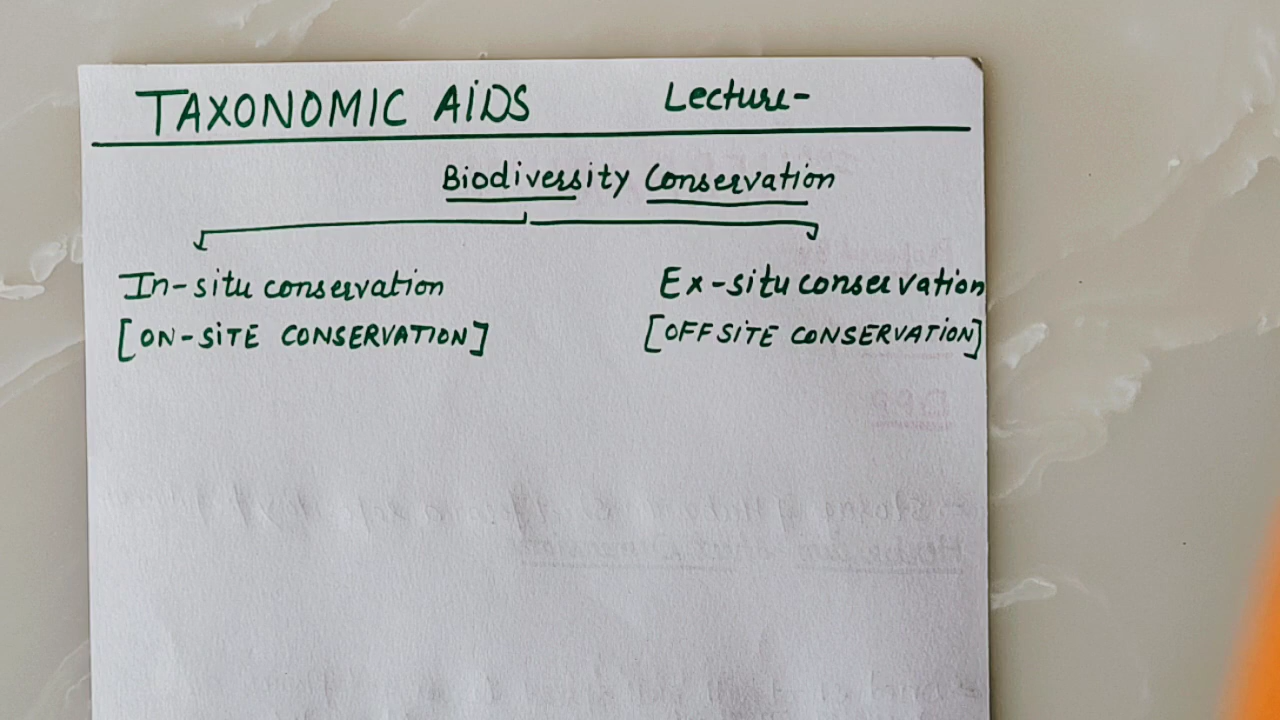 TAXONOMIC AIDS Lecture-
Biodiversity Conservation
In-situ conservation Ex-situ conservation
[ON-SITE CONSERVATION] [OFFSITE CONSERVATION]